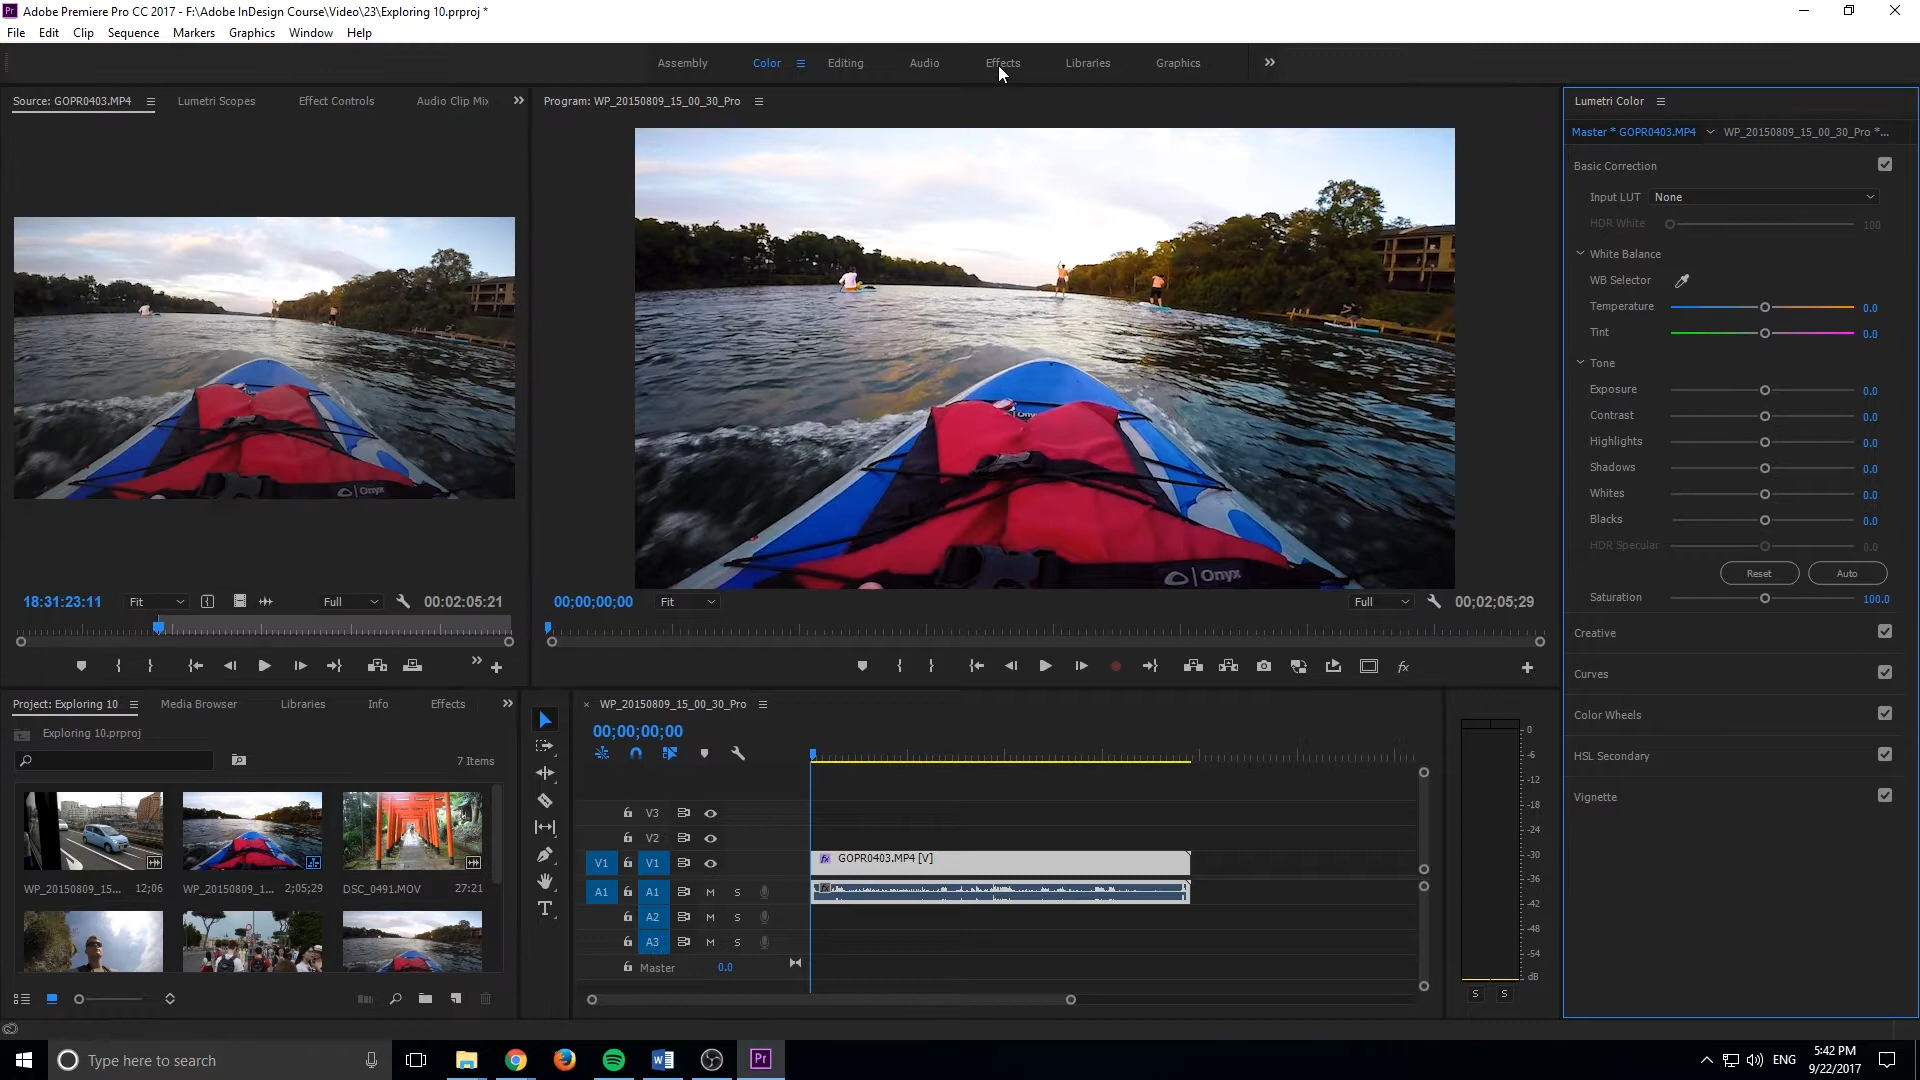 Adobe Premiere Pro CC 2017 - F:\Adobe InDesign Course\Video\23\Exploring 10.prproj *
File Edit Clip Sequence Markers Graphics Window Help
Assembly Color Editing Audio Effects Libraries Graphics
Source: GOPR0403.MP4 Lumetri Scopes Effect Controls Audio Clip Mix
Program: WP_20150809_15_00_30_Pro
Lumetri Color
Master * GOPR0403.MP4 WP_20150809_15_00_30_Pro *...
Basic Correction
Input LUT None
HDR White 100
White Balance
WB Selector
Temperature 0.0
Tint 0.0
Tone
Exposure 0.0
Contrast 0.0
Highlights 0.0
Shadows 0.0
Whites 0.0
Blacks 0.0
HDR Specular 0.0
Reset Auto
Saturation 100.0
Creative
Curves
Color Wheels
HSL Secondary
Vignette
Onyx
Onyx
Onyx
18:31:23:11 Fit Full 00:02:05:21
00;00;00;00 Fit Full 00;02;05;29
Project: Exploring 10 Media Browser Libraries Info Effects
Exploring 10.prproj
7 Items
WP_20150809_15... 12;06
WP_20150809_1... 2;05;29
DSC_0491.MOV 27:21
WP_20150809_15_00_30_Pro
00;00;00;00
V3
V2
V1 V1
GOPR0403.MP4 [V]
A1 A1 M S
A2 M S
A3 M S
Master 0.0
0
-6
-12
-18
-24
-30
-36
-42
-48
-54
dB
S S
Type here to search
ENG
5:42 PM
9/22/2017